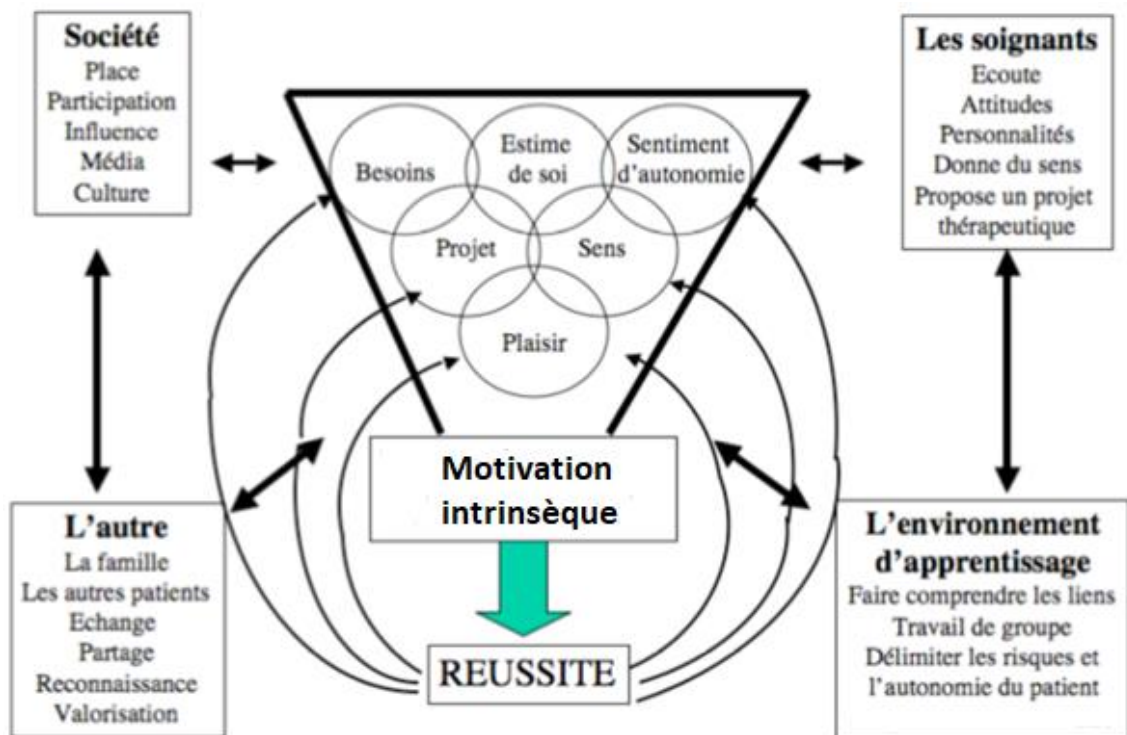 Société
Place
Participation
Influence
Média
Culture
Les soignants
Ecoute
Attitudes
Personnalités
Donne du sens
Propose un projet
thérapeutique
Besoins
Estime
de soi
Sentiment
d'autonomie
Projet
Sens
Plaisir
Motivation
intrinsèque
REUSSITE
L'autre
La famille
Les autres patients
Echange
Partage
Reconnaissance
Valorisation
L'environnement
d'apprentissage
Faire comprendre les liens
Travail de groupe
Délimiter les risques et
l'autonomie du patient